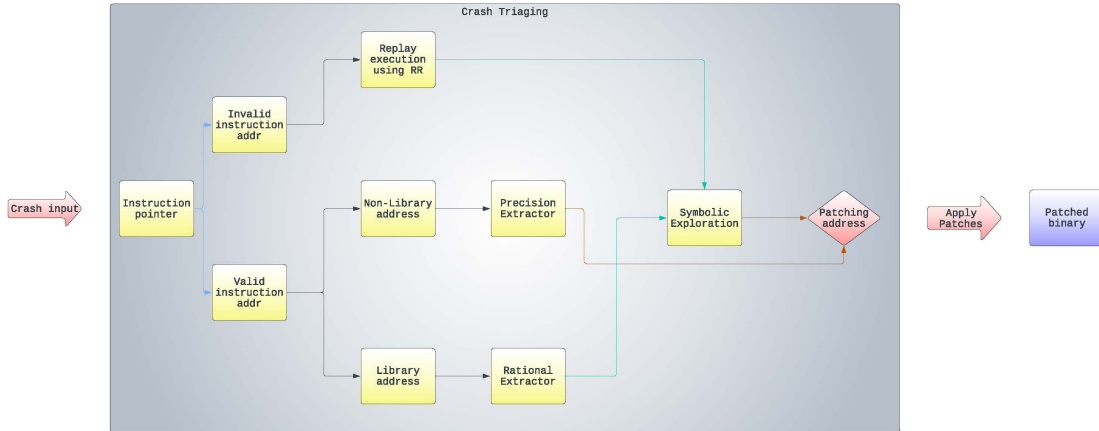 Crash Triaging
Replay
execution
using RR
Invalid
instruction
addr
Crash input
Instruction
pointer
Non-Library
address
Precision
Extractor
Symbolic
Exploration
Patching
address
Apply
Patches
Patched
binary
Valid
instruction
addr
Library
address
Rational
Extractor